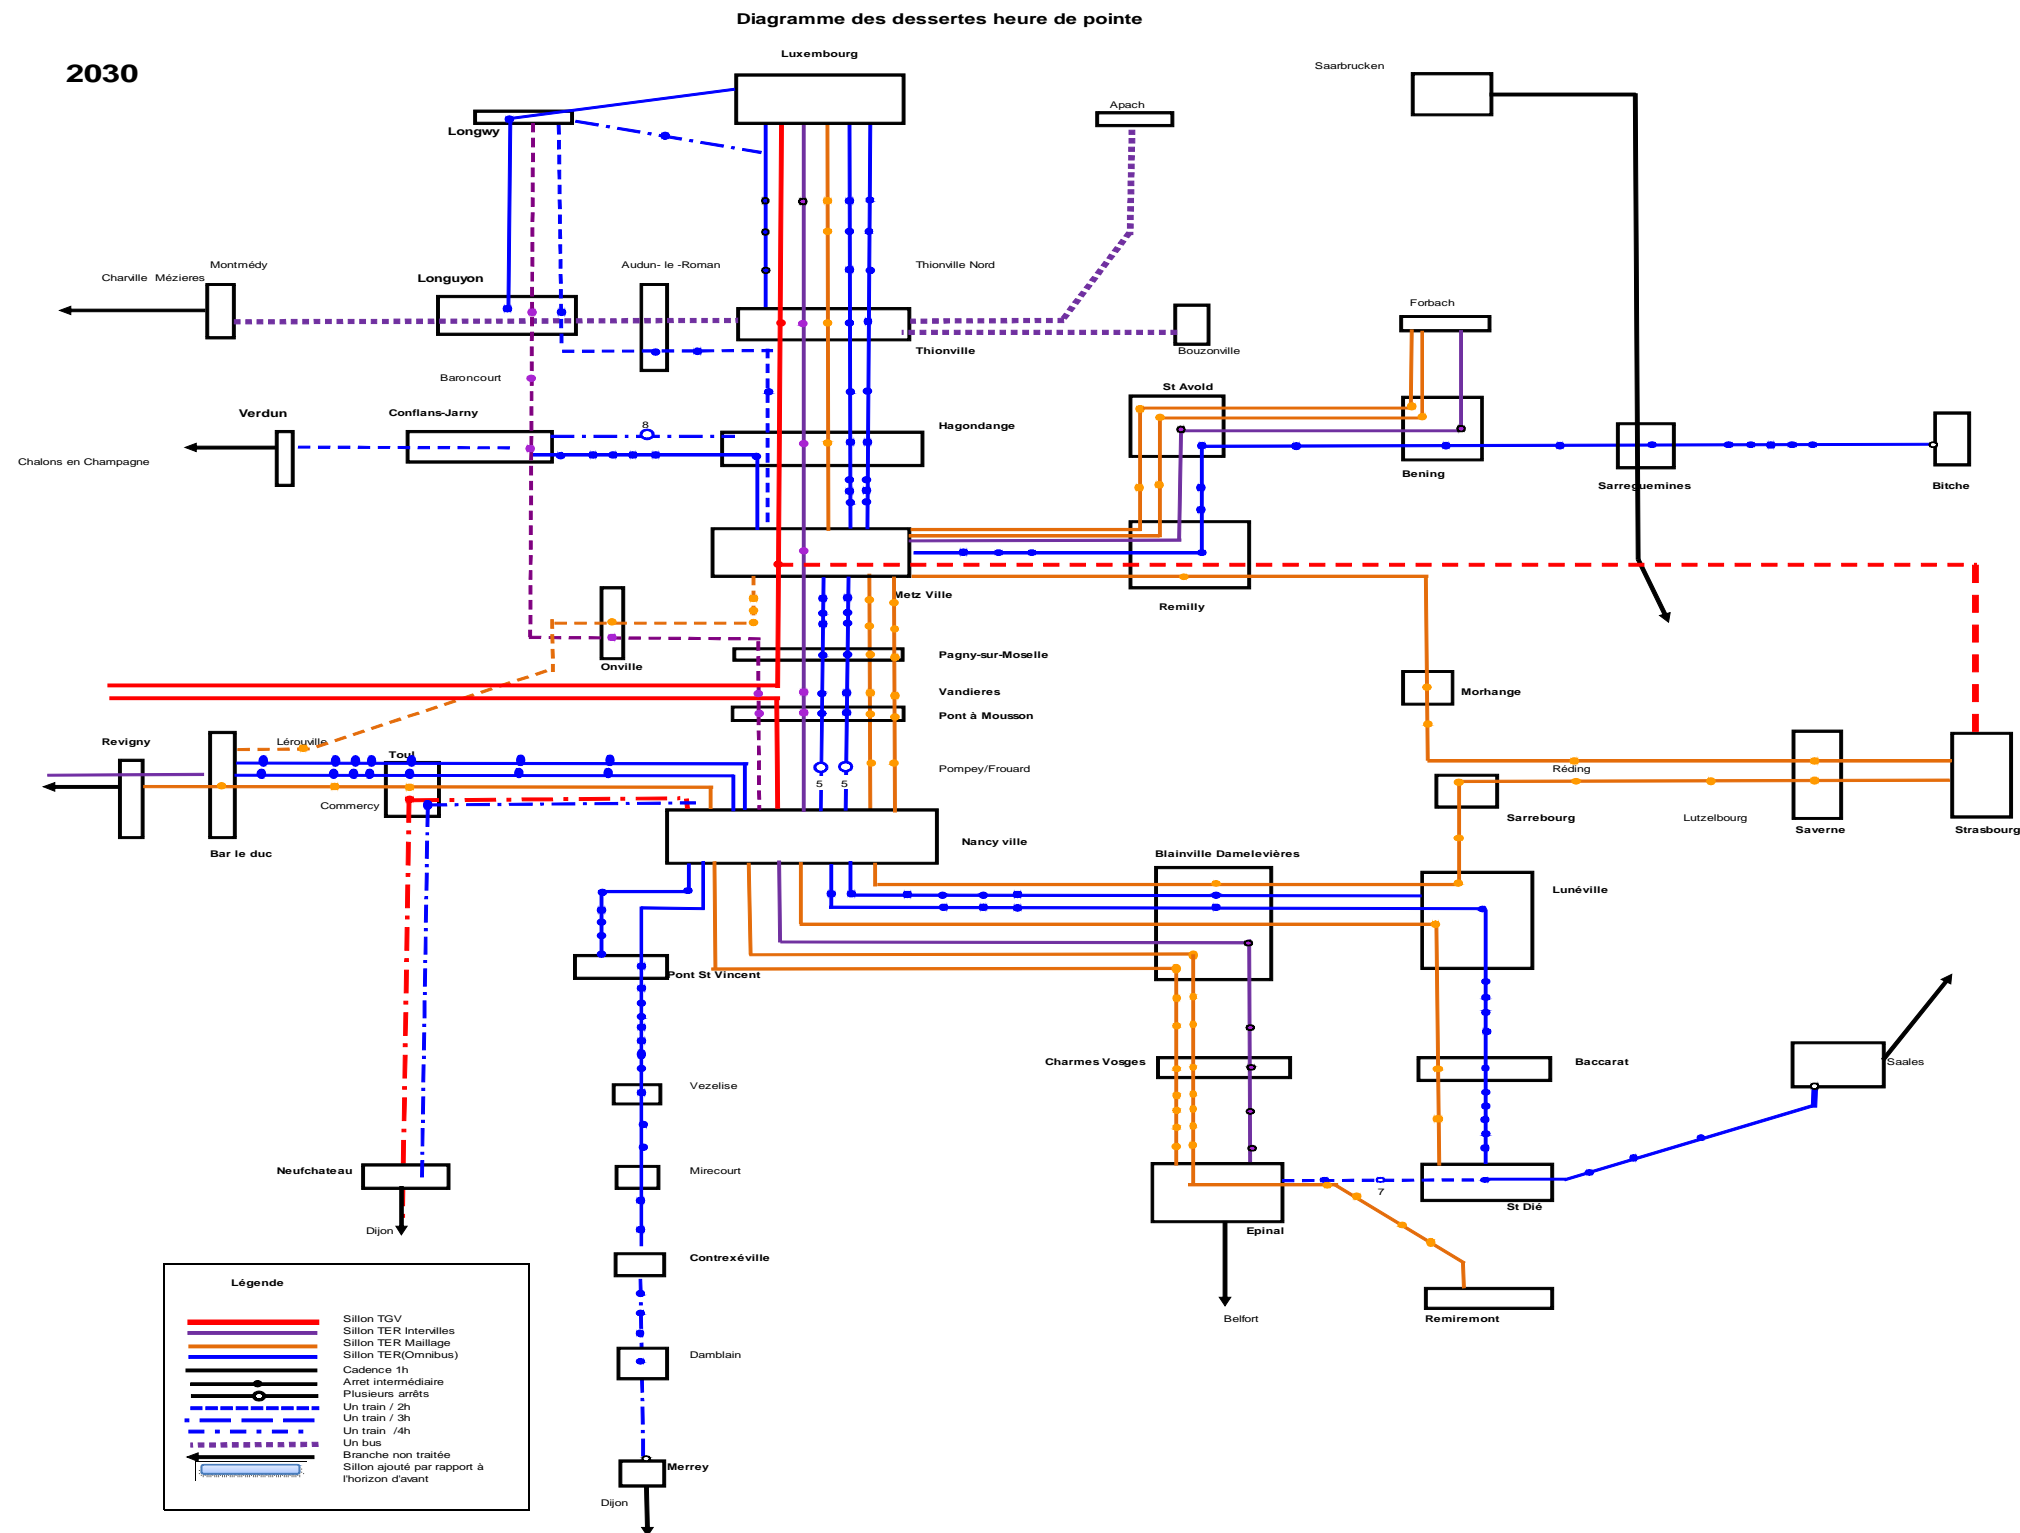 Diagramme des dessertes heure de pointe
2030
Luxembourg
Saarbrucken
Apach
Longwy
Montmédy
Charville Mézieres
Longuyon
Audun- le -Roman
Thionville Nord
Forbach
Thionville
Bouzonville
Baroncourt
St Avold
Verdun
Conflans-Jarny
Hagondange
8
Chalons en Champagne
Bening
Sarreguemines
Bitche
Metz Ville
Remilly
Onville
Pagny-sur-Moselle
Vandieres
Morhange
Pont à Mousson
Revigny
Lérouville
Toul
Pompey/Frouard
Réding
5
5
Commercy
Sarrebourg
Lutzelbourg
Saverne
Strasbourg
Nancy ville
Bar le duc
Blainville Damelevières
Lunéville
Pont St Vincent
Charmes Vosges
Baccarat
Saales
Vezelise
Neufchateau
Mirecourt
7
St Dié
Dijon
Epinal
Contrexéville
Belfort
Remiremont
Damblain
Merrey
Dijon
Légende
Sillon TGV
Sillon TER Intervilles
Sillon TER Maillage
Sillon TER(Omnibus)
Cadence 1h
Arret intermédiaire
Plusieurs arrêts
Un train / 2h
Un train / 3h
Un train /4h
Un bus
Branche non traitée
Sillon ajouté par rapport à
l'horizon d'avant